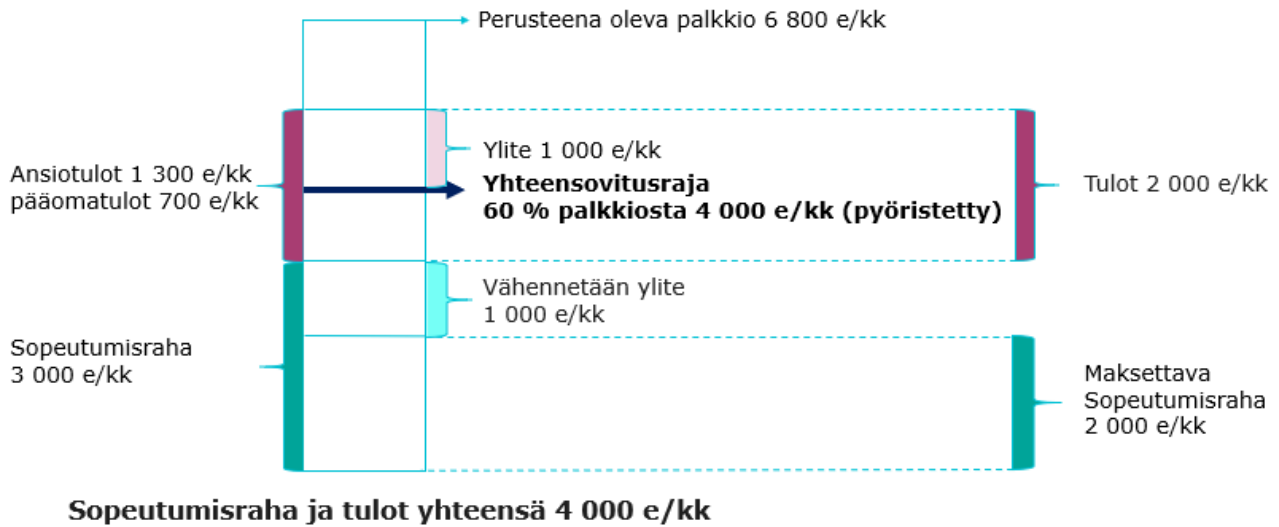 Perusteena oleva palkkio 6 800 e/kk
Ansiotulot 1 300 e/kk
pääomatulot 700 e/kk
Ylite 1 000 e/kk
Yhteensovitusraja
60 % palkkiosta 4 000 e/kk (pyöristetty)
Tulot 2 000 e/kk
Vähennetään ylite
1 000 e/kk
Sopeutumisraha
3 000 e/kk
Maksettava
Sopeutumisraha
2 000 e/kk
Sopeutumisraha ja tulot yhteensä 4 000 e/kk